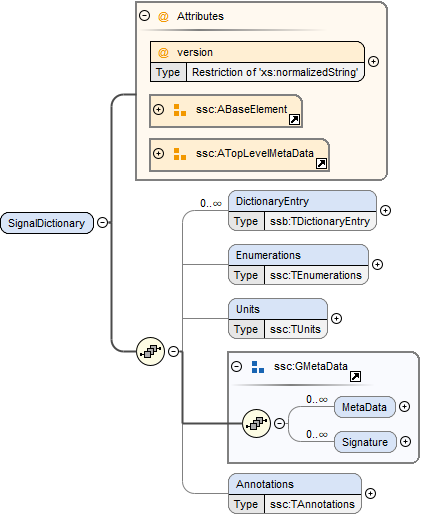 Attributes
version
Type Restriction of 'xs:normalizedString'
ssc:ABaseElement
ssc:ATopLevelMetaData
SignalDictionary
0..∞
DictionaryEntry
Type ssb:TDictionaryEntry
Enumerations
Type ssc:TEnumerations
Units
Type ssc:TUnits
ssc:GMetaData
0..∞
MetaData
0..∞
Signature
Annotations
Type ssc:TAnnotations